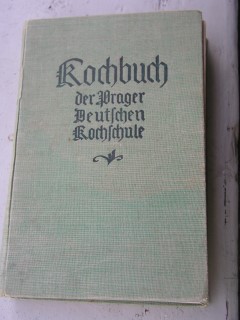 Kochbuch
der Prager
Deutſchen
Kochſchule